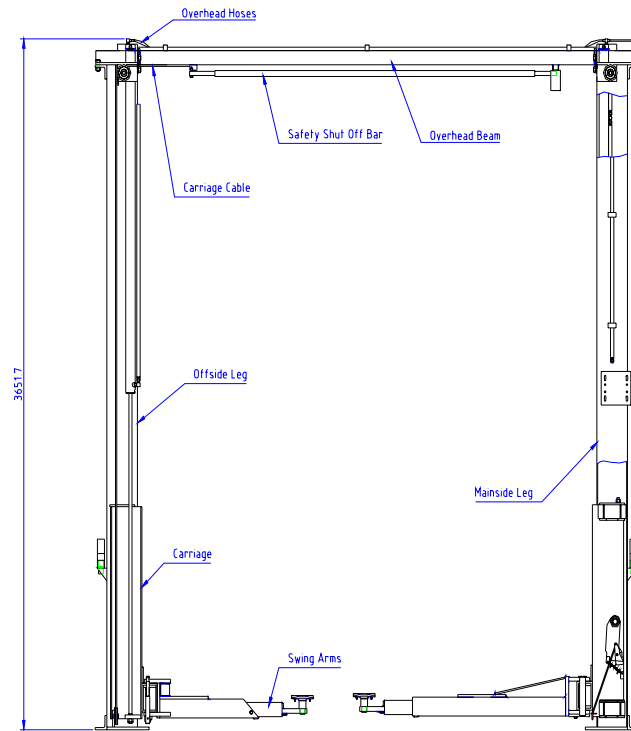 Overhead Hoses
Safety Shut Off Bar
Overhead Beam
Carriage Cable
3651.7
Offside Leg
Mainside Leg
Carriage
Swing Arms